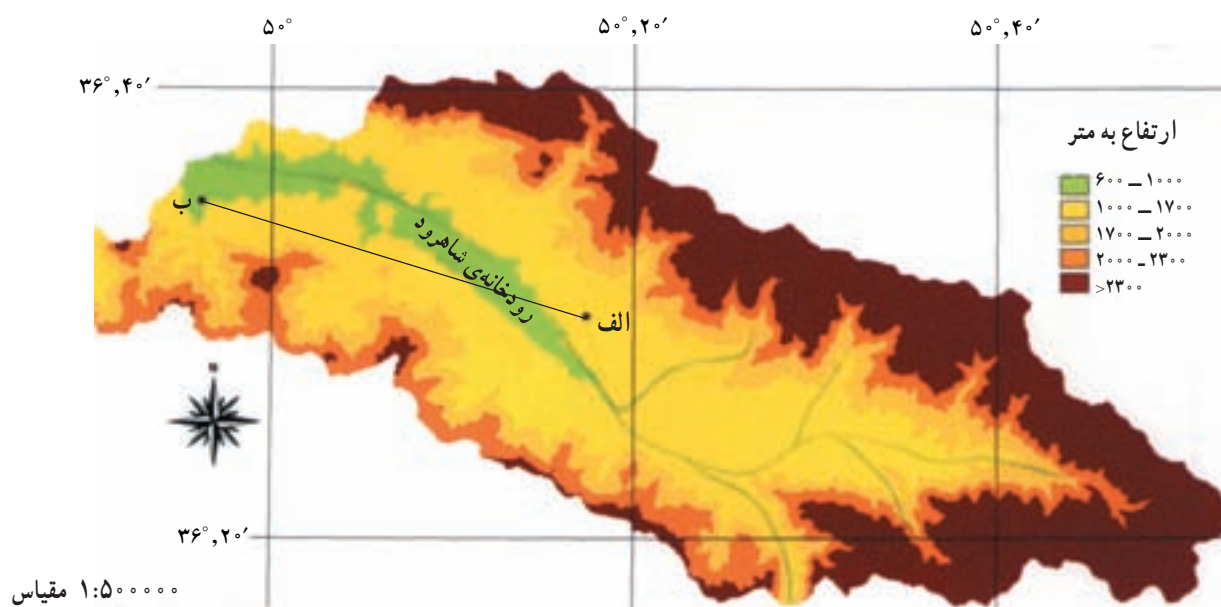 ۵۰°
۵۰°,۲۰′
۵۰°,۴۰′
۳۶°,۴۰′
ارتفاع به متر
۶۰۰ – ۱۰۰۰
۱۰۰۰ – ۱۷۰۰
۱۷۰۰ – ۲۰۰۰
۲۰۰۰ - ۲۳۰۰
>۲۳۰۰
ب
رودخانه‌ی شاهرود
الف
N
۳۶°,۲۰′
مقیاس ۱:۵۰۰۰۰۰